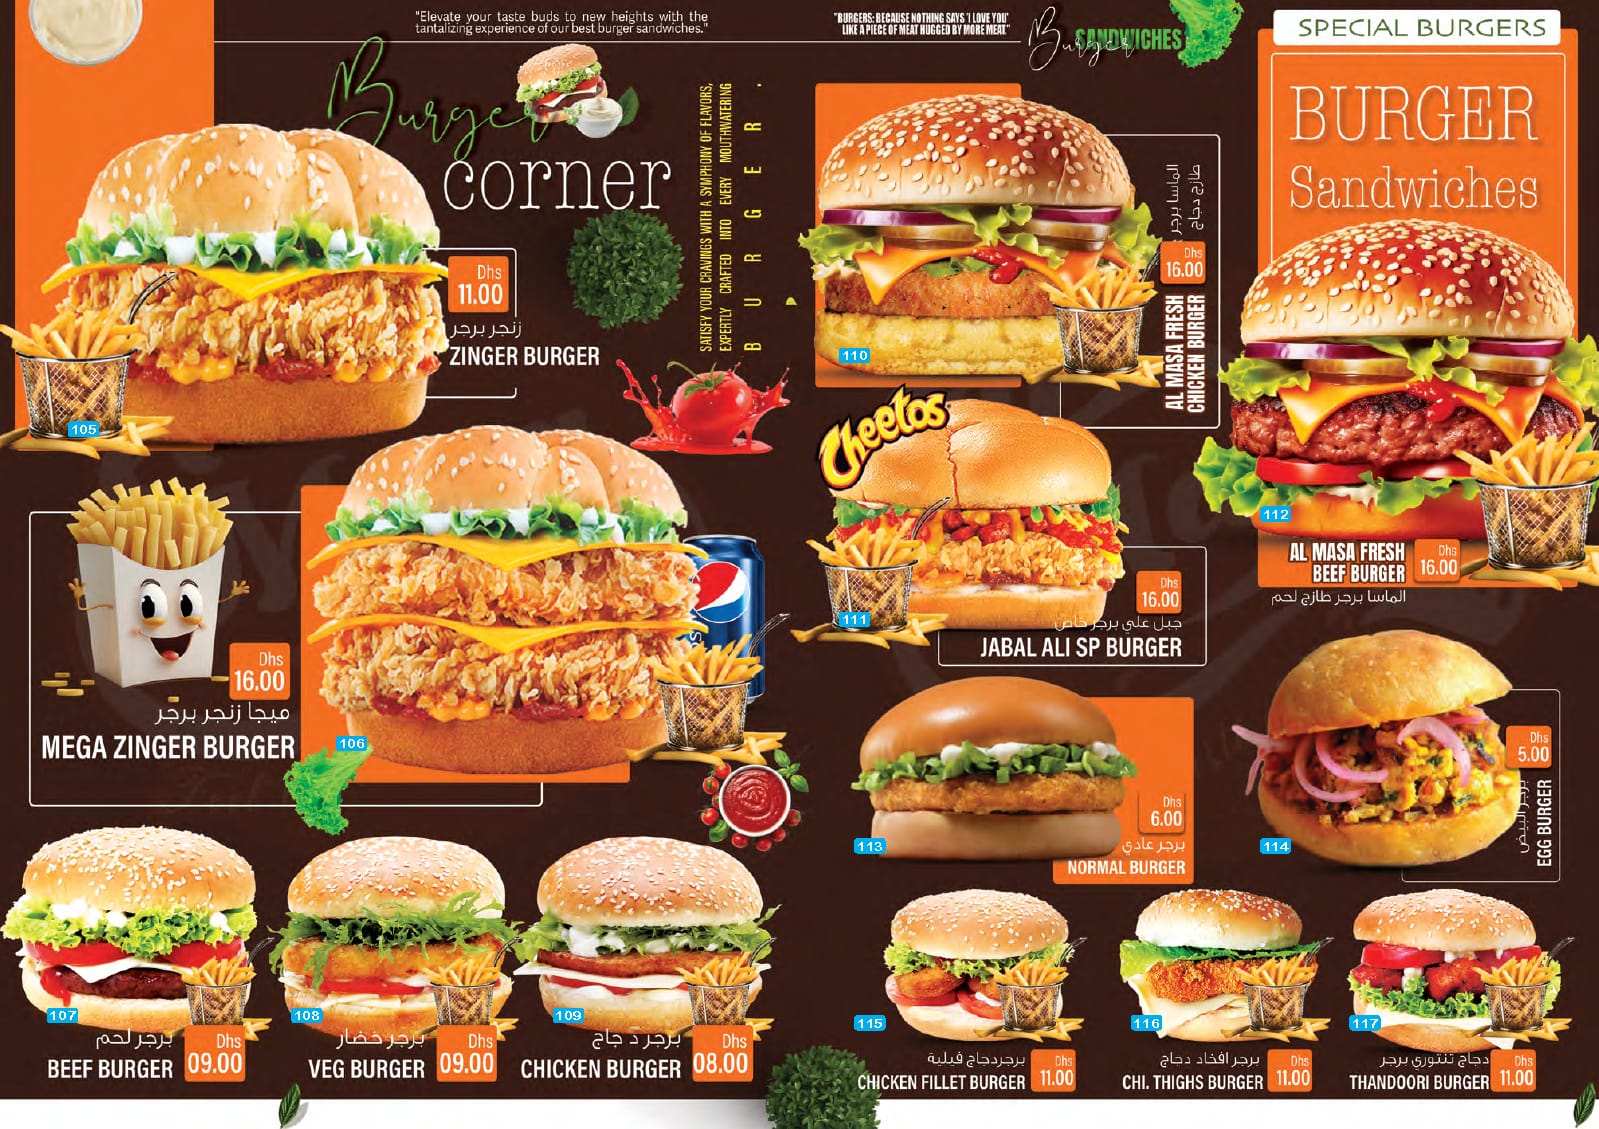 "Elevate your taste buds to new heights with the
tantalizing experience of our best burger sandwiches."
Burger
corner
SATISFY YOUR CRAVINGS WITH A SYMPHONY OF FLAVORS,
EXPERTLY CRAFTED INTO EVERY MOUTHWATERING
BURGER.
Dhs
11.00
زنجر برجر
ZINGER BURGER
105
Dhs
16.00
ميجا زنجر برجر
MEGA ZINGER BURGER
106
107
برجر لحم
BEEF BURGER
Dhs
09.00
108
برجر خضار
VEG BURGER
Dhs
09.00
109
برجر دجاج
CHICKEN BURGER
Dhs
08.00
"BURGERS: BECAUSE NOTHING SAYS 'I LOVE YOU'
LIKE A PIECE OF MEAT HUGGED BY MORE MEAT."
Burger
SANDWICHES
SPECIAL BURGERS
BURGER
Sandwiches
110
الماسا برجر
طازج دجاج
Dhs
16.00
AL MASA FRESH
CHICKEN BURGER
Cheetos
111
Dhs
16.00
جبل علي برجر خاص
JABAL ALI SP BURGER
112
AL MASA FRESH
BEEF BURGER
Dhs
16.00
الماسا برجر طازج لحم
113
Dhs
6.00
برجر عادي
NORMAL BURGER
114
Dhs
5.00
برجر البيض
EGG BURGER
115
برجردجاج فيلية
CHICKEN FILLET BURGER
Dhs
11.00
116
برجر افخاد دجاج
CHI. THIGHS BURGER
Dhs
11.00
117
دجاج تنتوري برجر
THANDOORI BURGER
Dhs
11.00